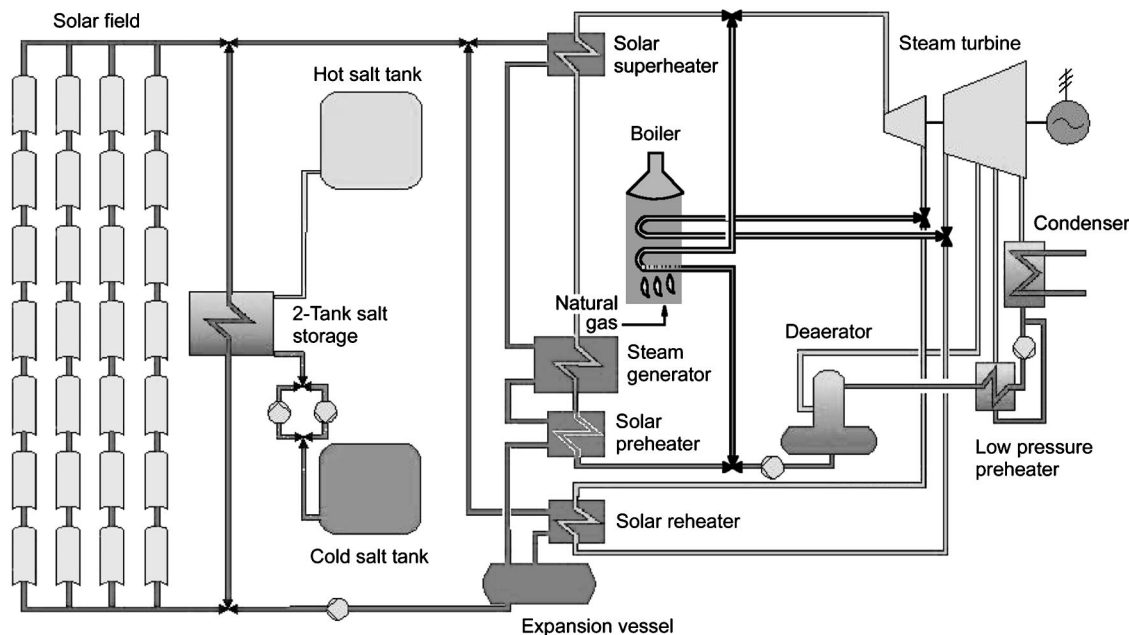 Solar field
Hot salt tank
2-Tank salt
storage
Cold salt tank
Solar
superheater
Boiler
Natural
gas
Steam
generator
Solar
preheater
Solar reheater
Expansion vessel
Steam turbine
Condenser
Deaerator
Low pressure
preheater